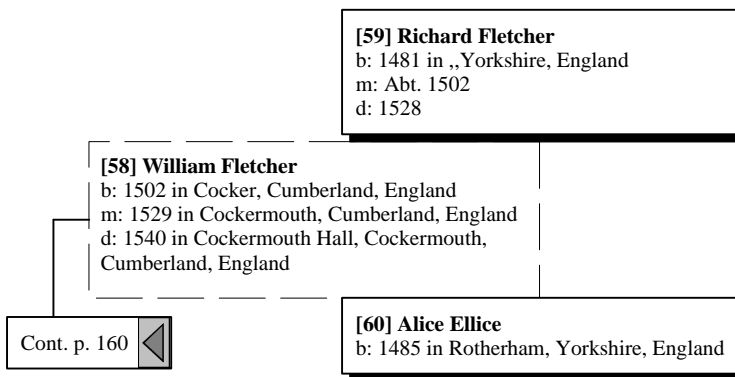 [59] Richard Fletcher
b: 1481 in ,,Yorkshire, England
m: Abt. 1502
d: 1528
[58] William Fletcher
b: 1502 in Cocker, Cumberland, England
m: 1529 in Cockermouth, Cumberland, England
d: 1540 in Cockermouth Hall, Cockermouth,
Cumberland, England
Cont. p. 160
[60] Alice Ellice
b: 1485 in Rotherham, Yorkshire, England